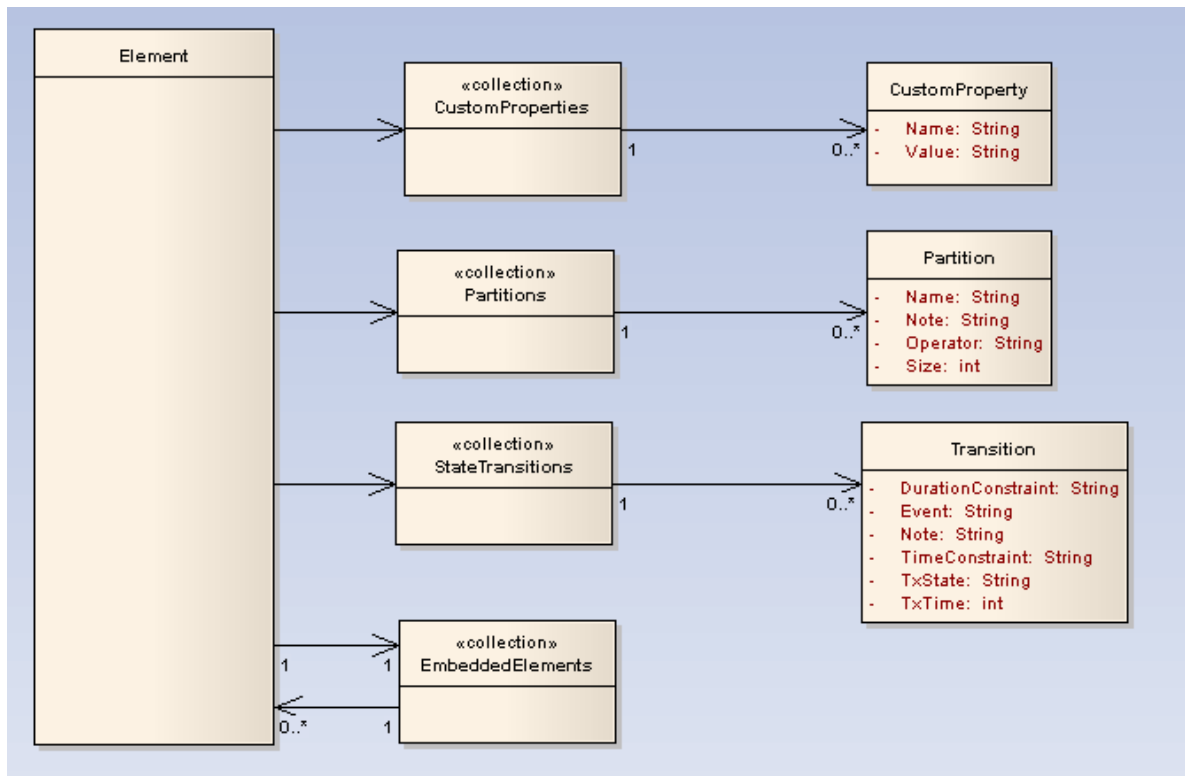 Element
«collection»
CustomProperties
1
0..*
CustomProperty
- Name: String
- Value: String
«collection»
Partitions
1
0..*
Partition
- Name: String
- Note: String
- Operator: String
- Size: int
«collection»
StateTransitions
1
0..*
Transition
- DurationConstraint: String
- Event: String
- Note: String
- TimeConstraint: String
- TxState: String
- TxTime: int
1
1
«collection»
EmbeddedElements
0..*
1